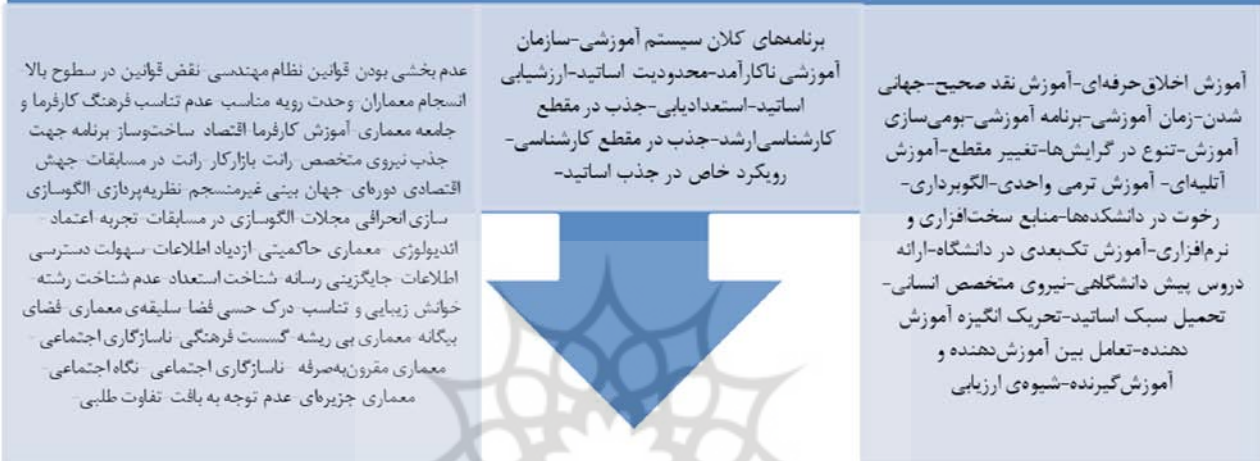 آموزش اخلاق‌حرفه‌ای-آموزش نقد صحیح-جهانی
شدن-زمان آموزشی-برنامه آموزشی-بومی‌سازی
آموزش-تنوع در گرایش‌ها-تغییر مقطع-آموزش
آتلیه‌ای- آموزش ترمی واحدی-الگوبرداری-
رخوت در دانشکده‌ها-منابع سخت‌افزاری و
نرم‌افزاری-آموزش تک‌بعدی در دانشگاه-ارائه
دروس پیش دانشگاهی-نیروی متخصص انسانی-
تحمیل سبک اساتید-تحریک انگیزه آموزش
دهنده-تعامل بین آموزش‌دهنده و
آموزش‌گیرنده-شیوه‌ی ارزیابی
برنامه‌های کلان سیستم آموزشی-سازمان
آموزشی ناکارآمد-محدودیت اساتید-ارزشیابی
اساتید-استعدادیابی-جذب در مقطع
کارشناسی‌ارشد-جذب در مقطع کارشناسی-
رویکرد خاص در جذب اساتید-
عدم بخشی بودن قوانین نظام مهندسی-نقض قوانین در سطوح بالا-
انسجام معماران-وحدت رویه مناسب-عدم تناسب فرهنگ کارفرما و
جامعه معماری-آموزش کارفرما-اقتصاد ساخت‌وساز-برنامه جهت
جذب نیروی متخصص-رانت بازارکار-رانت در مسابقات-جهش
اقتصادی دوره‌ای-جهان بینی غیرمنسجم-نظریه‌پردازی-الگوسازی
سازی انحرافی مجلات-الگوسازی در مسابقات-تجربه-اعتماد -
ائدیولوژی -معماری حاکمیتی-ازدیاد اطلاعات-سهولت دسترسی
اطلاعات-جایگزینی رسانه-شناخت استعداد-عدم شناخت رشته-
خوانش زیبایی و تناسب-درک حسی فضا-سلیقه‌ی معماری-فضای
بیگانه-معماری بی ریشه-گسست فرهنگی-ناسازگاری اجتماعی -
معماری مقرون‌به‌صرفه -ناسازگاری اجتماعی -نگاه اجتماعی-
معماری جزیره‌ای-عدم توجه به بافت-تفاوت طلبی-